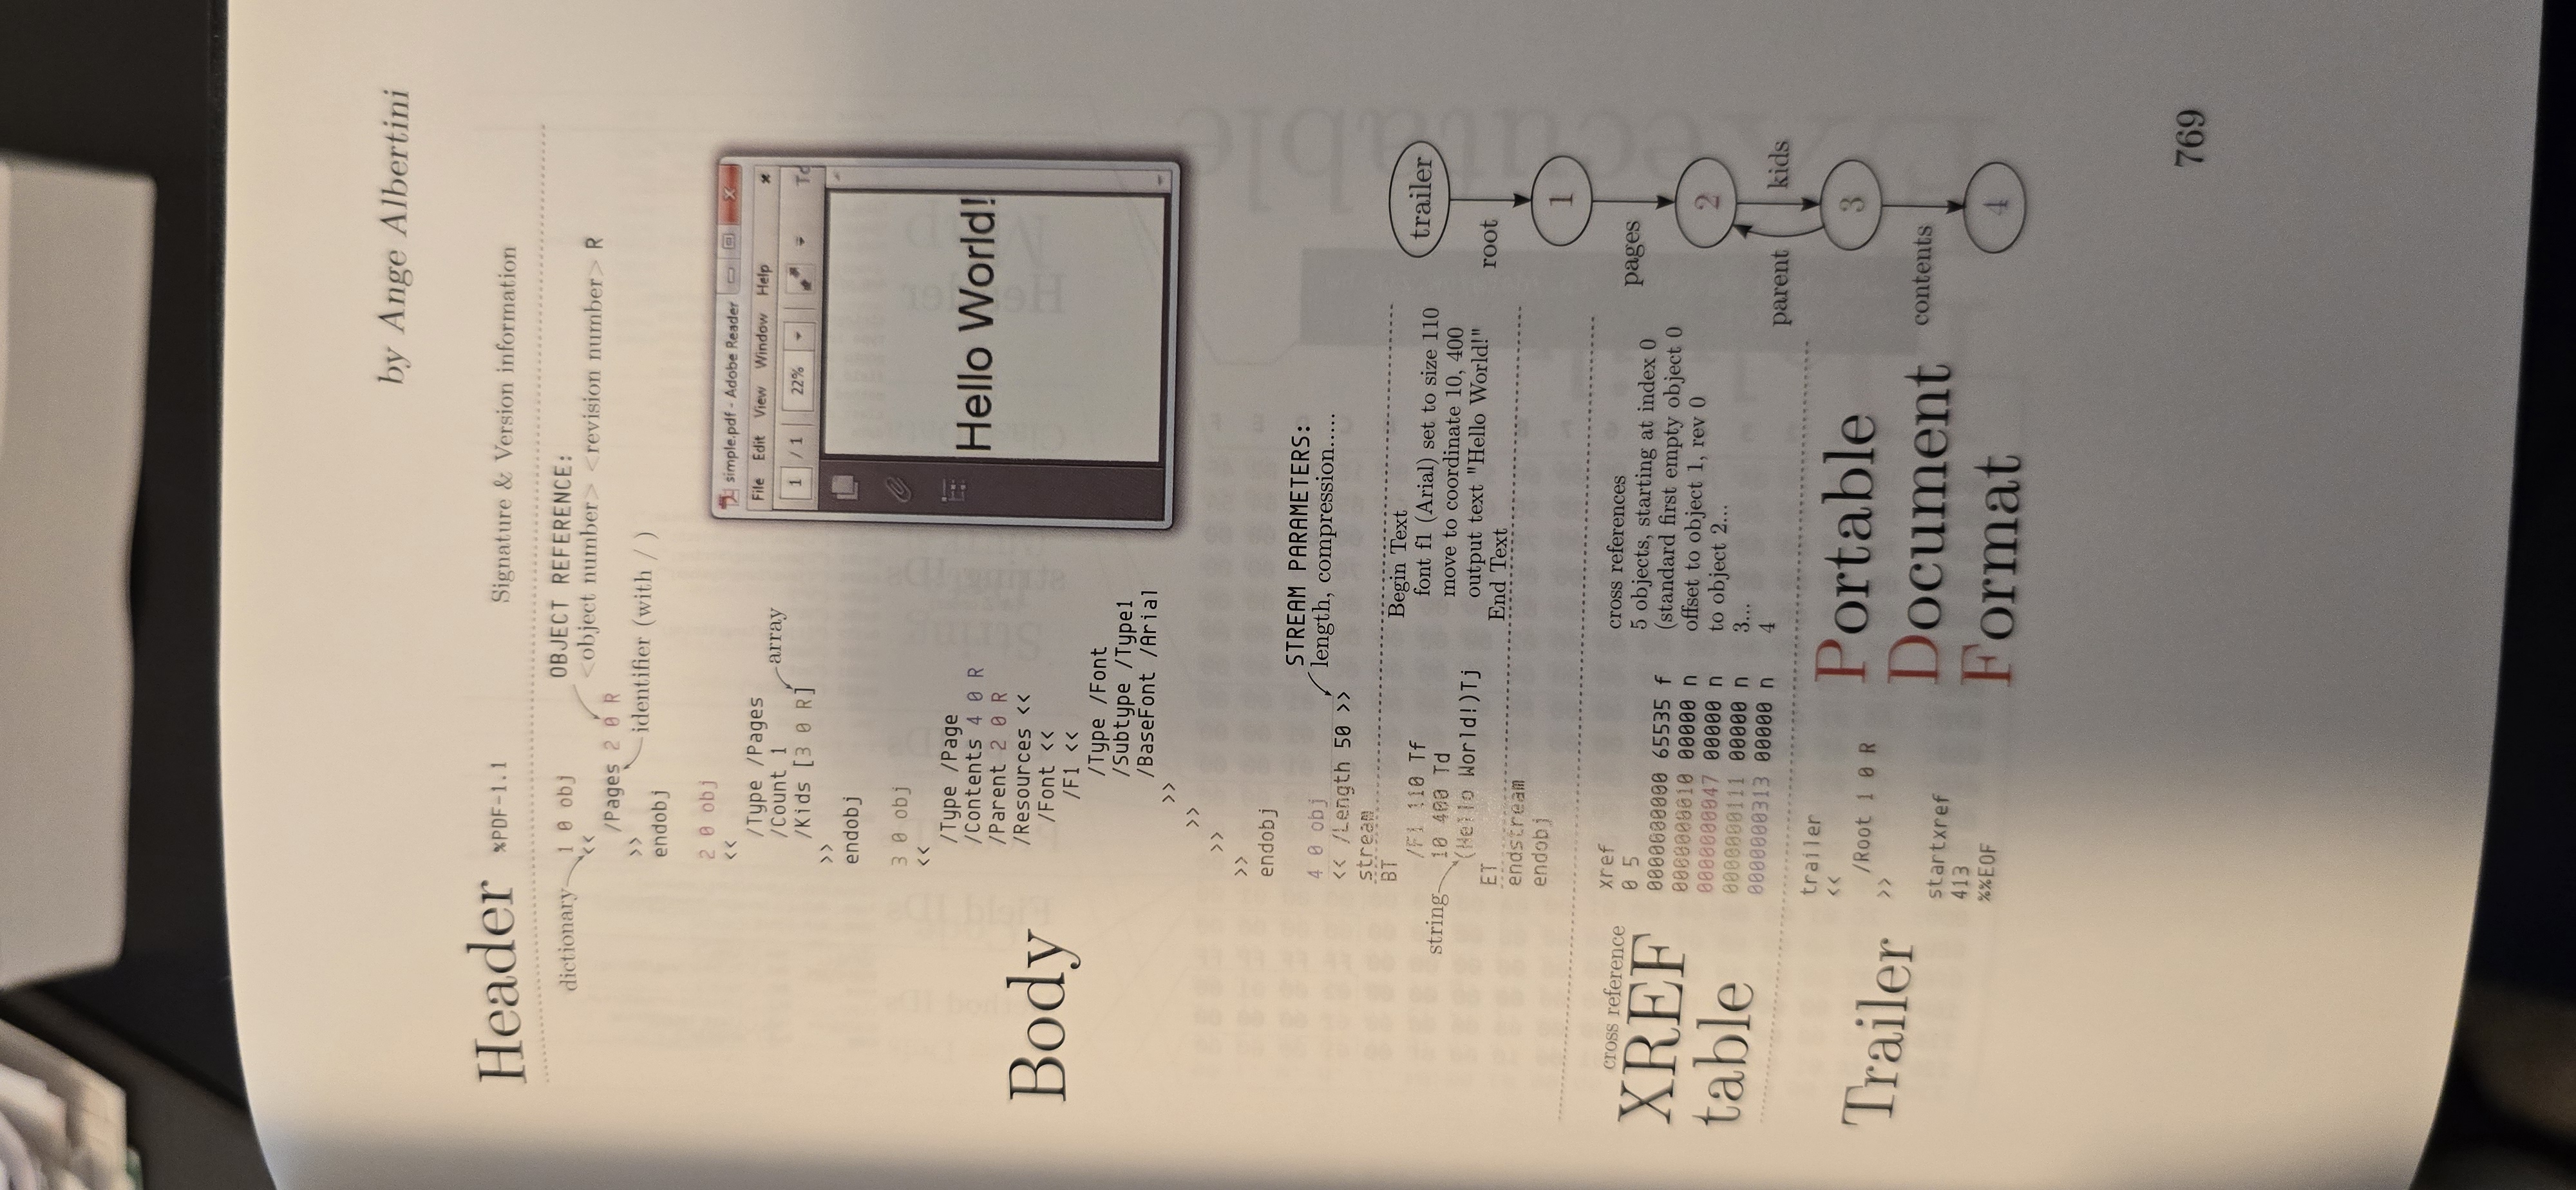 by Ange Albertini
Header
%PDF-1.1
Signature & Version information
dictionary
1 0 obj
<<
/Pages 2 0 R
>>
endobj
OBJECT REFERENCE:
<object number> <revision number> R
identifier (with / )
2 0 obj
<<
/Type /Pages
/Count 1
/Kids [3 0 R]
>>
endobj
array
simple.pdf - Adobe Reader
File Edit View Window Help
1 / 1 22%
Hello World!
Body
3 0 obj
<<
/Type /Page
/Contents 4 0 R
/Parent 2 0 R
/Resources <<
/Font <<
/F1 <<
/Type /Font
/Subtype /Type1
/BaseFont /Arial
>>
>>
>>
>>
endobj
STREAM PARAMETERS:
length, compression.....
4 0 obj
<< /Length 50 >>
stream
BT
/F1 110 Tf
10 400 Td
(Hello World!)Tj
ET
endstream
endobj
string
Begin Text
font f1 (Arial) set to size 110
move to coordinate 10, 400
output text "Hello World!"
End Text
cross reference
XREF
table
xref
0 5
0000000000 65535 f
0000000010 00000 n
0000000047 00000 n
0000000111 00000 n
0000000313 00000 n
cross references
5 objects, starting at index 0
(standard first empty object 0
offset to object 1, rev 0
to object 2...
3...
4
Trailer
trailer
<<
/Root 1 0 R
>>
startxref
413
%%EOF
Portable
Document
Format
trailer
root
1
pages
2
parent
kids
3
contents
4
769